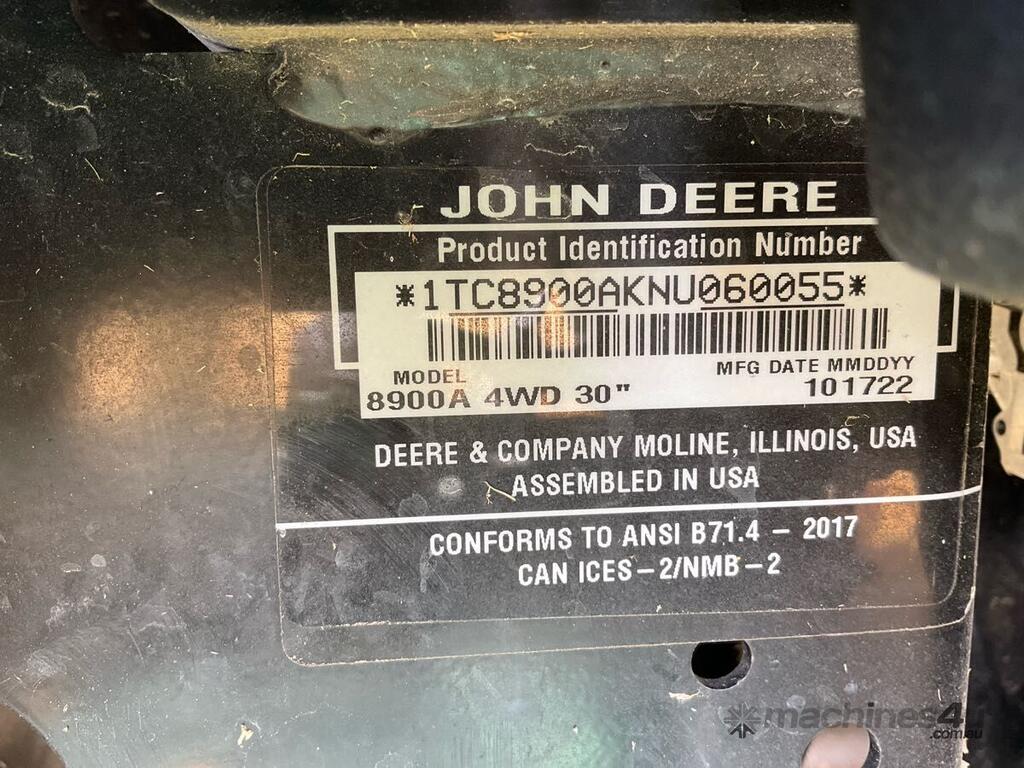 JOHN DEERE
Product Identification Number
*1TC8900AKNU060055*
MODEL
MFG DATE MMDDYY
8900A 4WD 30"
101722
DEERE & COMPANY MOLINE, ILLINOIS, USA
ASSEMBLED IN USA
CONFORMS TO ANSI B71.4 – 2017
CAN ICES–2/NMB–2
machines4u
.com.au